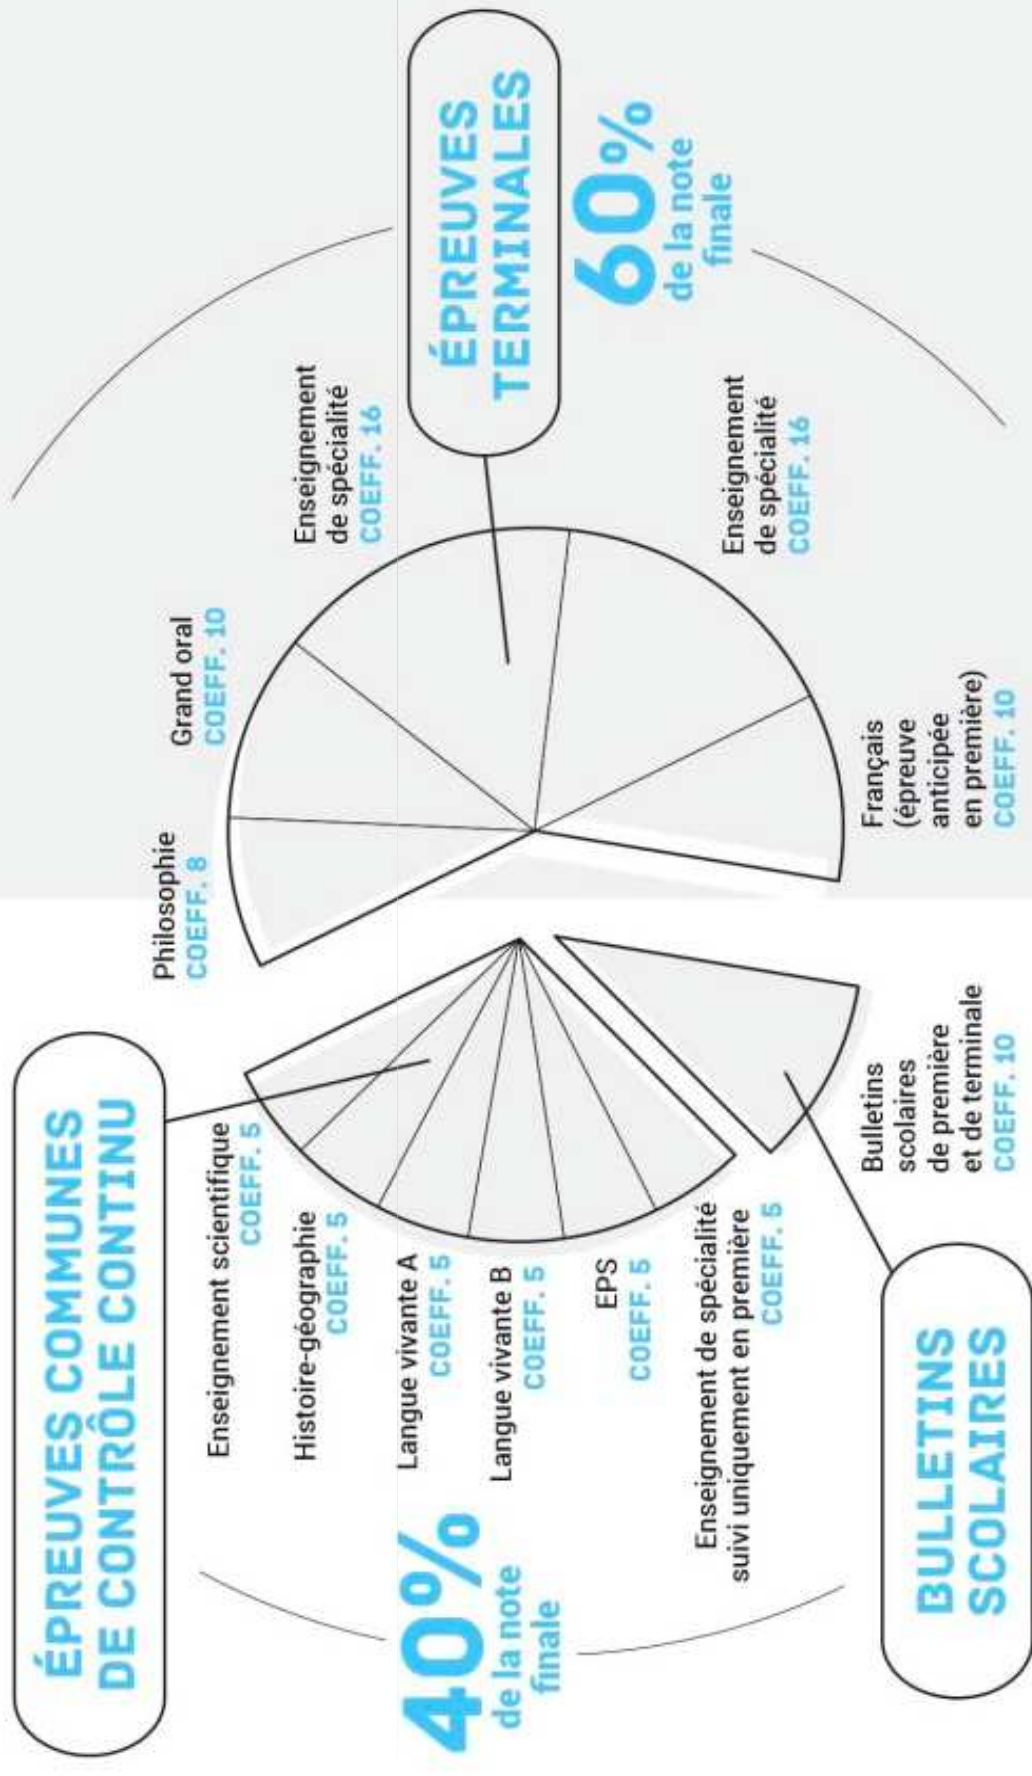 ÉPREUVES COMMUNES
DE CONTRÔLE CONTINU
40%
de la note
finale
Enseignement scientifique
COEFF. 5
Histoire-géographie
COEFF. 5
Langue vivante A
COEFF. 5
Langue vivante B
COEFF. 5
EPS
COEFF. 5
Enseignement de spécialité
suivi uniquement en première
COEFF. 5
BULLETINS
SCOLAIRES
Bulletins
scolaires
de première
et de terminale
COEFF. 10
Philosophie
COEFF. 8
Grand oral
COEFF. 10
Enseignement
de spécialité
COEFF. 16
ÉPREUVES
TERMINALES
60%
de la note
finale
Enseignement
de spécialité
COEFF. 16
Français
(épreuve
anticipée
en première)
COEFF. 10